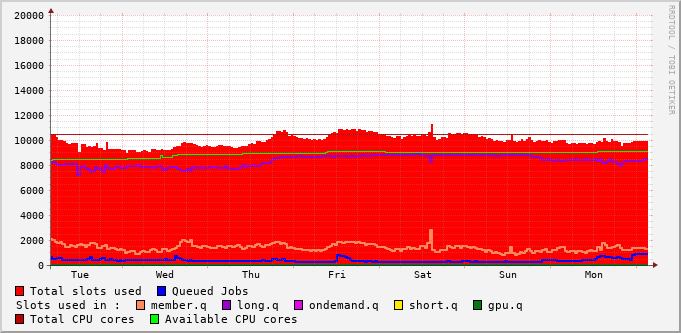 RRDTOOL / TOBI OETIKER
20000
18000
16000
14000
12000
10000
8000
6000
4000
2000
0
Tue Wed Thu Fri Sat Sun Mon
Total slots used Queued Jobs
Slots used in : member.q long.q ondemand.q short.q gpu.q
Total CPU cores Available CPU cores